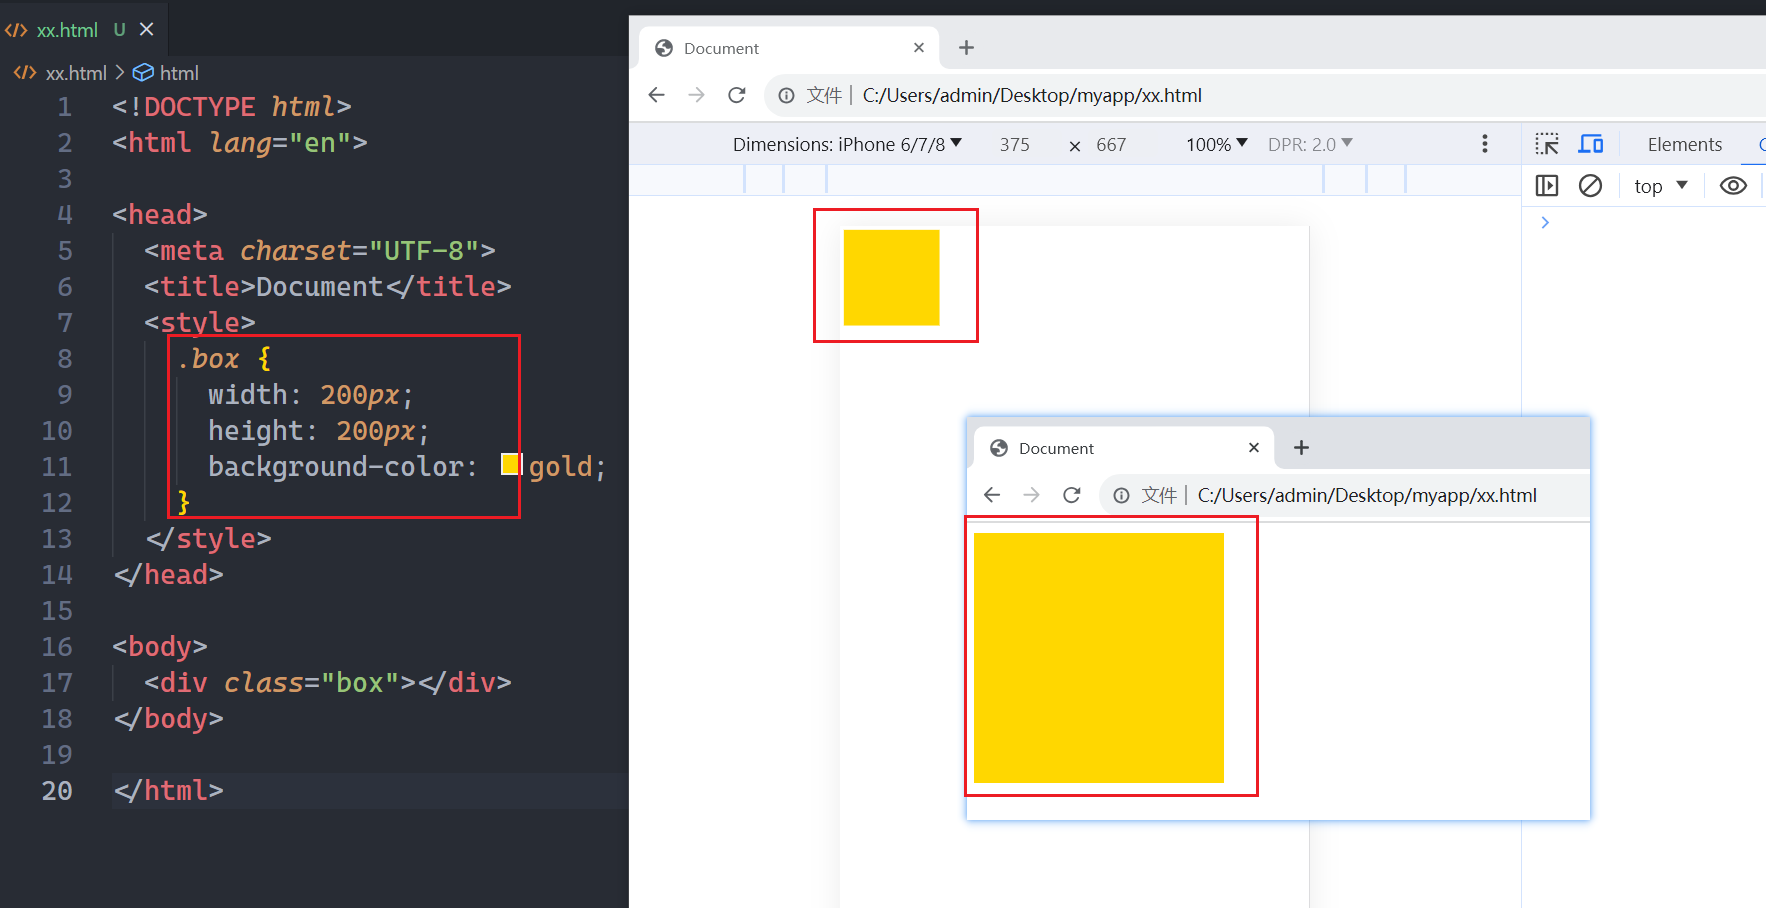 xx.html U
xx.html > html
1 <!DOCTYPE html>
2 <html lang="en">
3
4 <head>
5 <meta charset="UTF-8">
6 <title>Document</title>
7 <style>
8 .box {
9 width: 200px;
10 height: 200px;
11 background-color: gold;
12 }
13 </style>
14 </head>
15
16 <body>
17 <div class="box"></div>
18 </body>
19
20 </html>
Document
文件 | C:/Users/admin/Desktop/myapp/xx.html
Dimensions: iPhone 6/7/8 375 × 667 100% DPR: 2.0
Elements
top
Document
文件 | C:/Users/admin/Desktop/myapp/xx.html